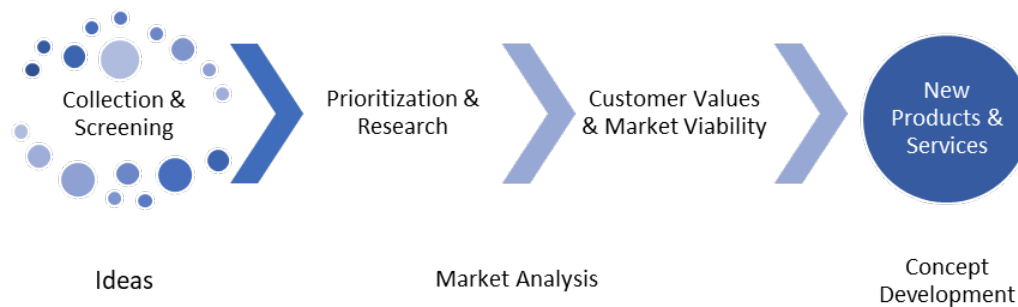 Collection &
Screening
Prioritization &
Research
Customer Values
& Market Viability
New
Products &
Services
Ideas
Market Analysis
Concept
Development